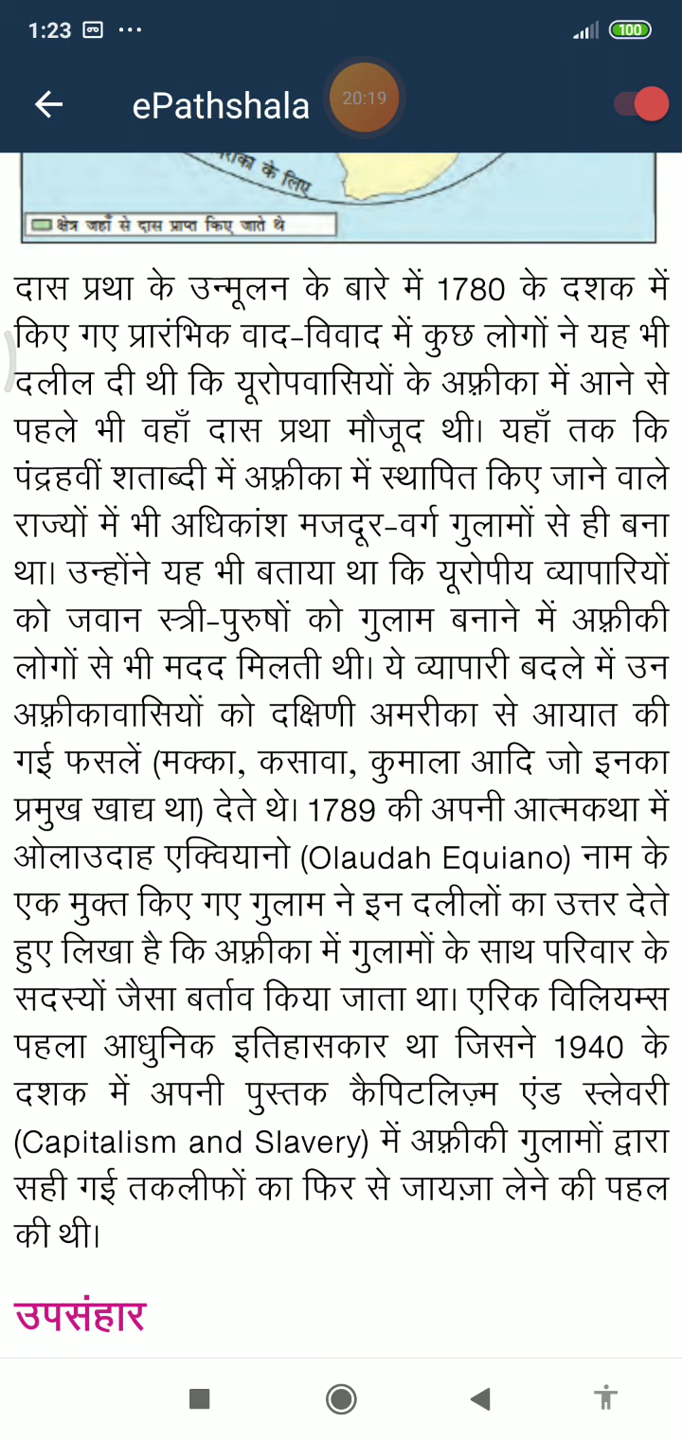 1:23
100
ePathshala
20:19
के लिए
क्षेत्र जहाँ से दास प्राप्त किए जाते थे
दास प्रथा के उन्मूलन के बारे में 1780 के दशक में
किए गए प्रारंभिक वाद-विवाद में कुछ लोगों ने यह भी
दलील दी थी कि यूरोपवासियों के अफ़्रीका में आने से
पहले भी वहाँ दास प्रथा मौजूद थी। यहाँ तक कि
पंद्रहवीं शताब्दी में अफ़्रीका में स्थापित किए जाने वाले
राज्यों में भी अधिकांश मजदूर-वर्ग गुलामों से ही बना
था। उन्होंने यह भी बताया था कि यूरोपीय व्यापारियों
को जवान स्त्री-पुरुषों को गुलाम बनाने में अफ़्रीकी
लोगों से भी मदद मिलती थी। ये व्यापारी बदले में उन
अफ़्रीकावासियों को दक्षिणी अमरीका से आयात की
गई फसलें (मक्का, कसावा, कुमाला आदि जो इनका
प्रमुख खाद्य था) देते थे। 1789 की अपनी आत्मकथा में
ओलाउदाह एक्वियानो (Olaudah Equiano) नाम के
एक मुक्त किए गए गुलाम ने इन दलीलों का उत्तर देते
हुए लिखा है कि अफ़्रीका में गुलामों के साथ परिवार के
सदस्यों जैसा बर्ताव किया जाता था। एरिक विलियम्स
पहला आधुनिक इतिहासकार था जिसने 1940 के
दशक में अपनी पुस्तक कैपिटलिज़्म एंड स्लेवरी
(Capitalism and Slavery) में अफ़्रीकी गुलामों द्वारा
सही गई तकलीफों का फिर से जायज़ा लेने की पहल
की थी।
उपसंहार